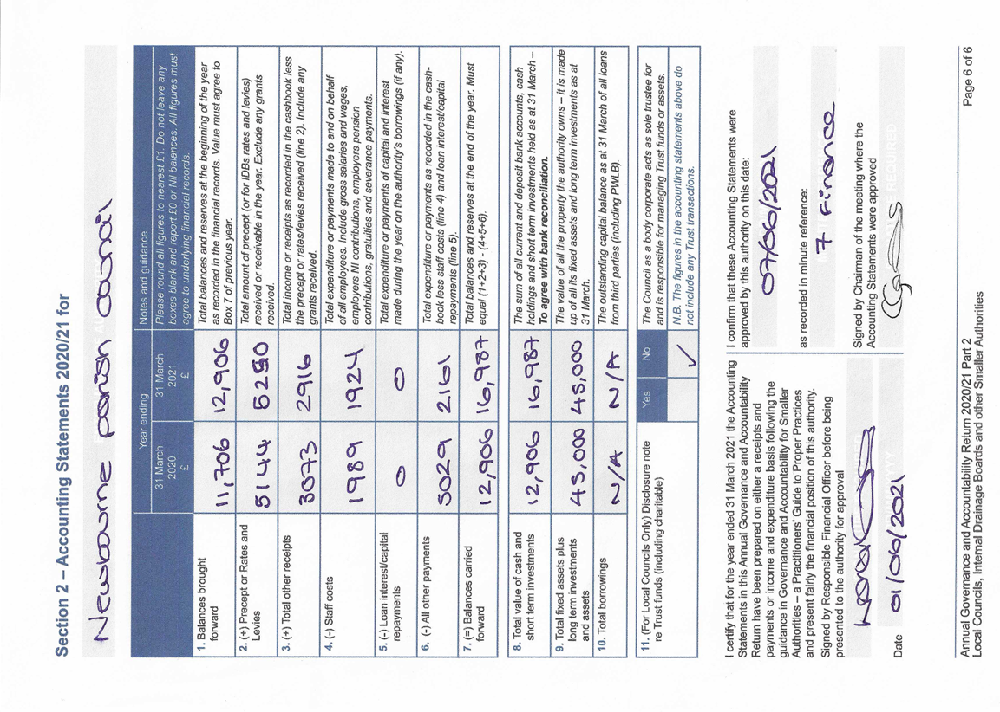 Section 2 – Accounting Statements 2020/21 for
Newbourne parish council
Year ending
Notes and guidance
31 March 2020 £
31 March 2021 £
Please round all figures to nearest £1. Do not leave any
boxes blank and report £0 or Nil balances. All figures must
agree to underlying financial records.
1. Balances brought
forward
11,706
12,906
Total balances and reserves at the beginning of the year
as recorded in the financial records. Value must agree to
Box 7 of previous year.
2. (+) Precept or Rates and
Levies
5144
5250
Total amount of precept (or for IDBs rates and levies)
received or receivable in the year. Exclude any grants
received.
3. (+) Total other receipts
3073
2916
Total income or receipts as recorded in the cashbook less
the precept or rates/levies received (line 2). Include any
grants received.
4. (-) Staff costs
1989
1924
Total expenditure or payments made to and on behalf
of all employees. Include gross salaries and wages,
employers NI contributions, employers pension
contributions, gratuities and severance payments.
5. (-) Loan interest/capital
repayments
0
0
Total expenditure or payments of capital and interest
made during the year on the authority's borrowings (if any).
6. (-) All other payments
5029
2161
Total expenditure or payments as recorded in the cash-
book less staff costs (line 4) and loan interest/capital
repayments (line 5).
7. (=) Balances carried
forward
12,906
16,987
Total balances and reserves at the end of the year. Must
equal (1+2+3) - (4+5+6).
8. Total value of cash and
short term investments
12,906
16,987
The sum of all current and deposit bank accounts, cash
holdings and short term investments held as at 31 March –
To agree with bank reconciliation.
9. Total fixed assets plus
long term investments
and assets
45,000
45,000
The value of all the property the authority owns – it is made
up of all its fixed assets and long term investments as at
31 March.
10. Total borrowings
N/A
N/A
The outstanding capital balance as at 31 March of all loans
from third parties (including PWLB).
11. (For Local Councils Only) Disclosure note
re Trust funds (including charitable)
Yes
No
✓
The Council as a body corporate acts as sole trustee for
and is responsible for managing Trust funds or assets.
N.B. The figures in the accounting statements above do
not include any Trust transactions.
I certify that for the year ended 31 March 2021 the Accounting
Statements in this Annual Governance and Accountability
Return have been prepared on either a receipts and
payments or income and expenditure basis following the
guidance in Governance and Accountability for Smaller
Authorities – a Practitioners' Guide to Proper Practices
and present fairly the financial position of this authority.
Signed by Responsible Financial Officer before being
presented to the authority for approval
Date
01/06/2021
I confirm that these Accounting Statements were
approved by this authority on this date:
07/06/2021
as recorded in minute reference:
7 Finance
Signed by Chairman of the meeting where the
Accounting Statements were approved
Annual Governance and Accountability Return 2020/21 Part 2
Local Councils, Internal Drainage Boards and other Smaller Authorities
Page 6 of 6